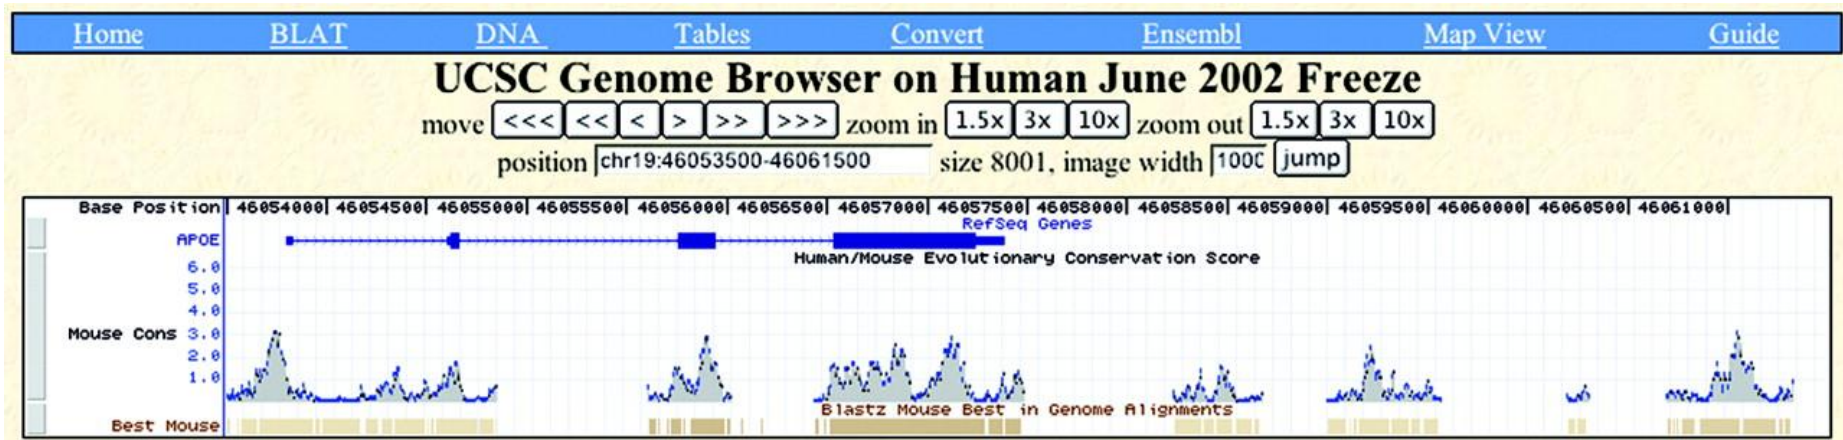 Home BLAT DNA Tables Convert Ensembl Map View Guide
UCSC Genome Browser on Human June 2002 Freeze
move <<< << < > >> >>> zoom in 1.5x 3x 10x zoom out 1.5x 3x 10x
position chr19:46053500-46061500 size 8001, image width 1000 jump
Base Position | 46054000| 46054500| 46055000| 46055500| 46056000| 46056500| 46057000| 46057500| 46058000| 46058500| 46059000| 46059500| 46060000| 46060500| 46061000|
RefSeq Genes
APOE
Human/Mouse Evolutionary Conservation Score
6.0
5.0
4.0
Mouse Cons 3.0
2.0
1.0
Blastz Mouse Best in Genome Alignments
Best Mouse